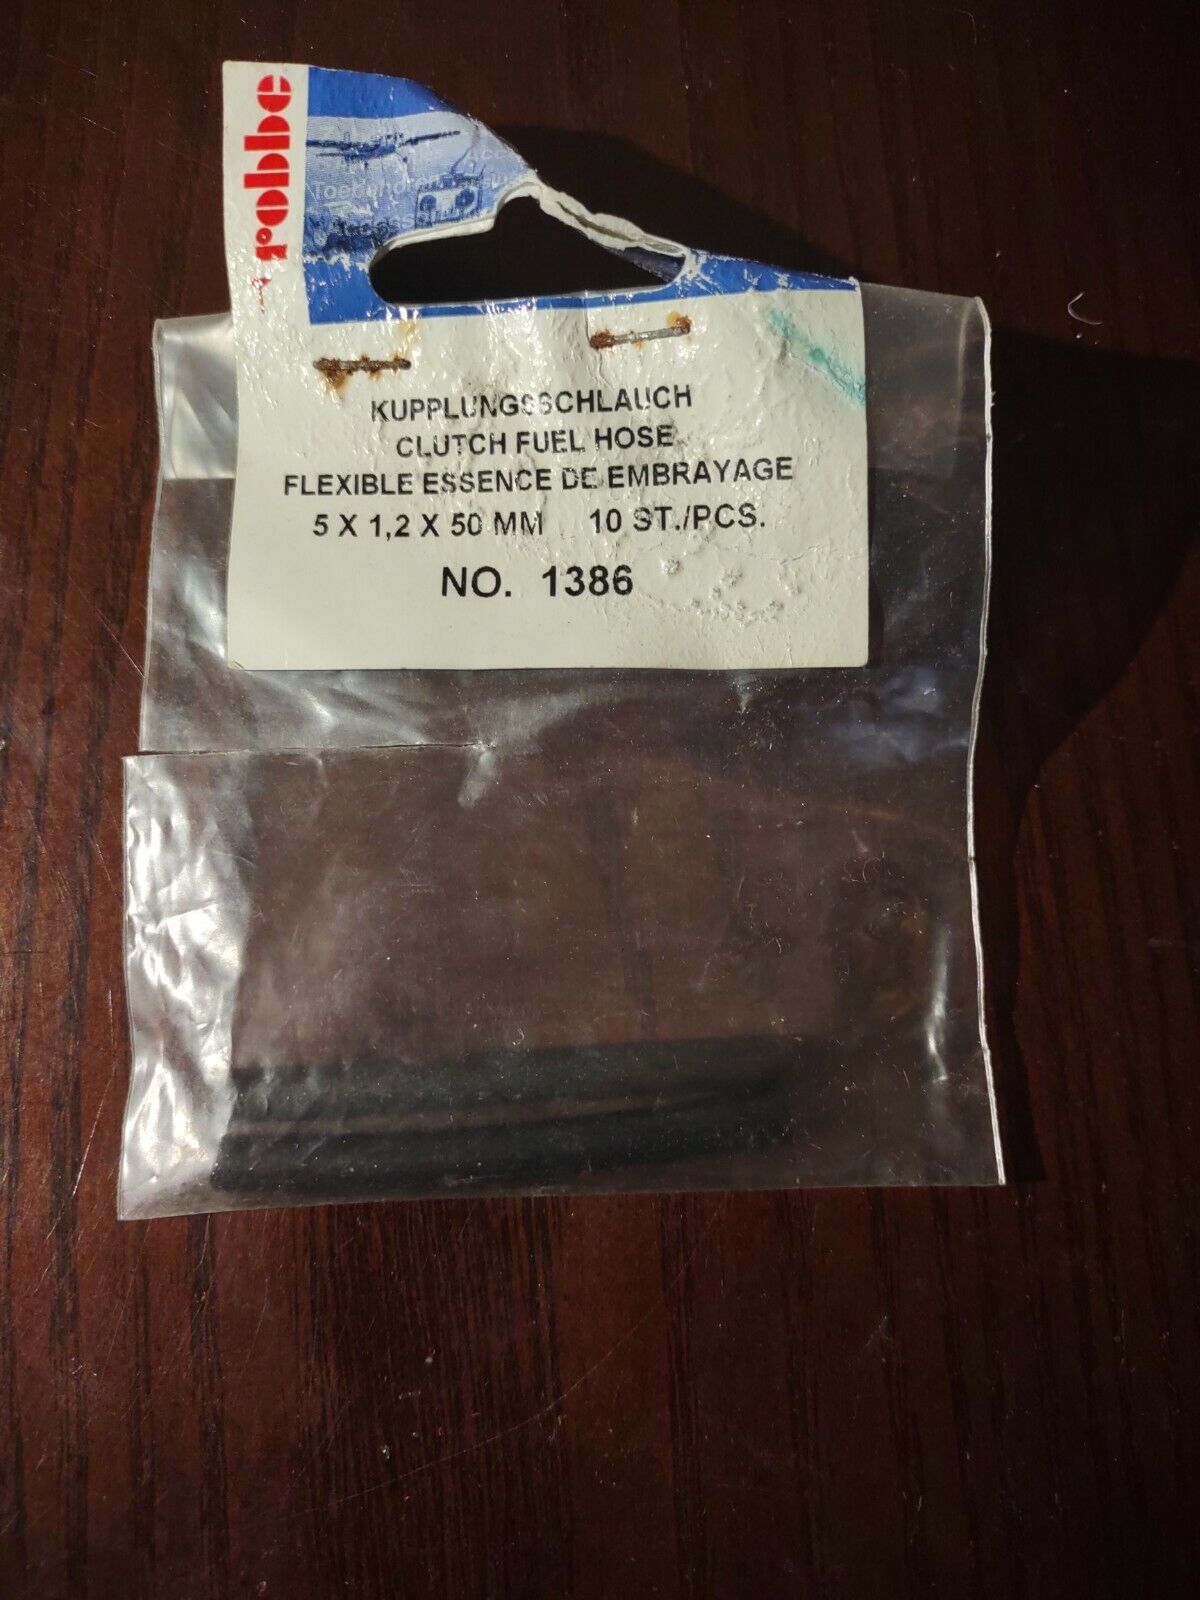 robbe
KUPPLUNGSSCHLAUCH
CLUTCH FUEL HOSE
FLEXIBLE ESSENCE DE EMBRAYAGE
5 X 1,2 X 50 MM 10 ST./PCS.
NO. 1386